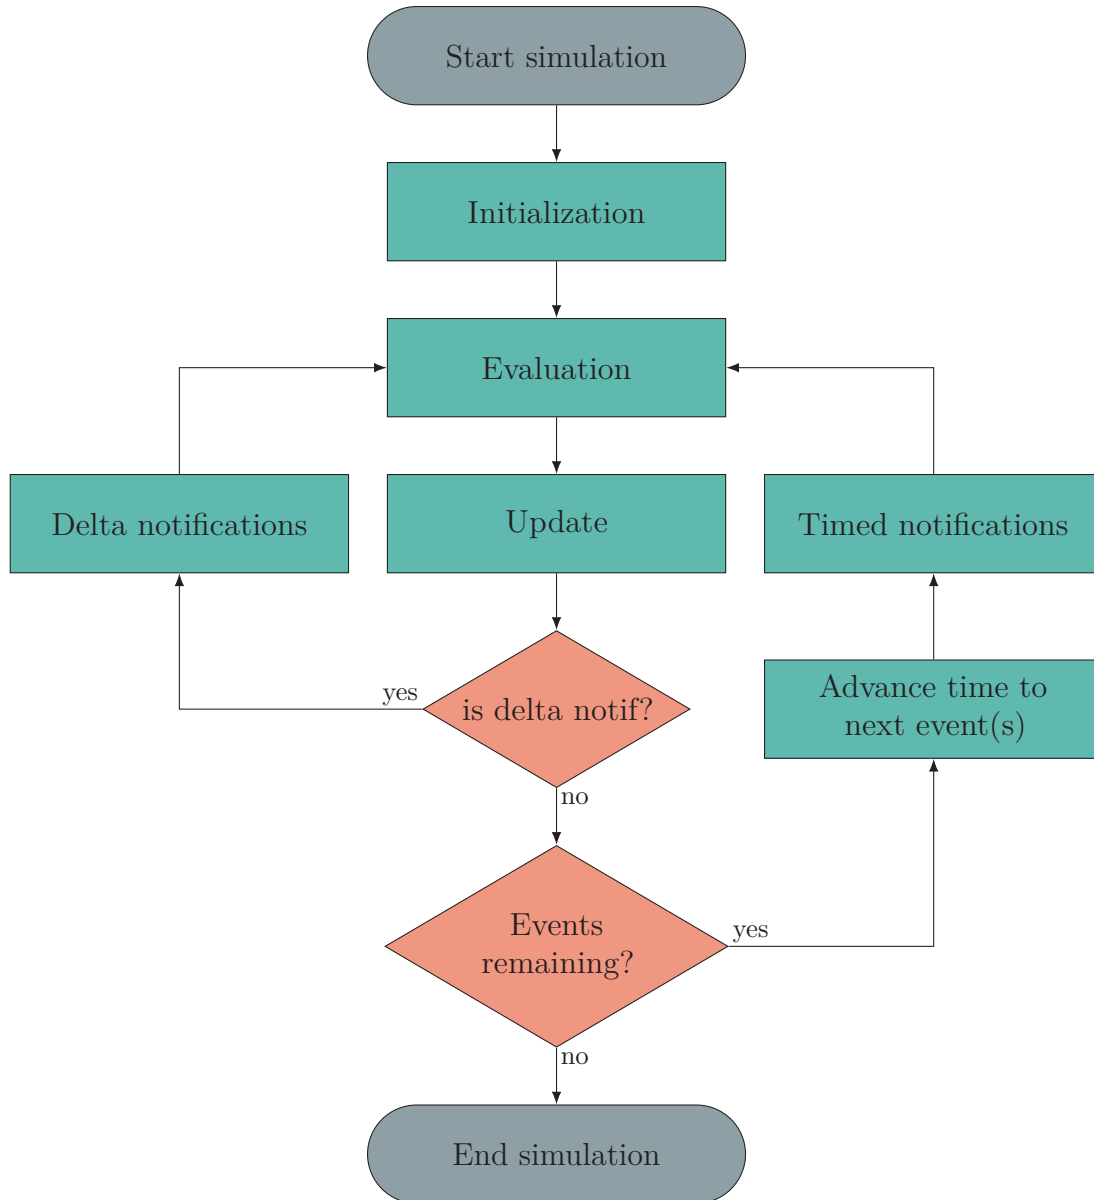 Start simulation
Initialization
Evaluation
Delta notifications
Update
Timed notifications
yes
is delta notif?
Advance time to
next event(s)
no
Events
remaining?
yes
no
End simulation